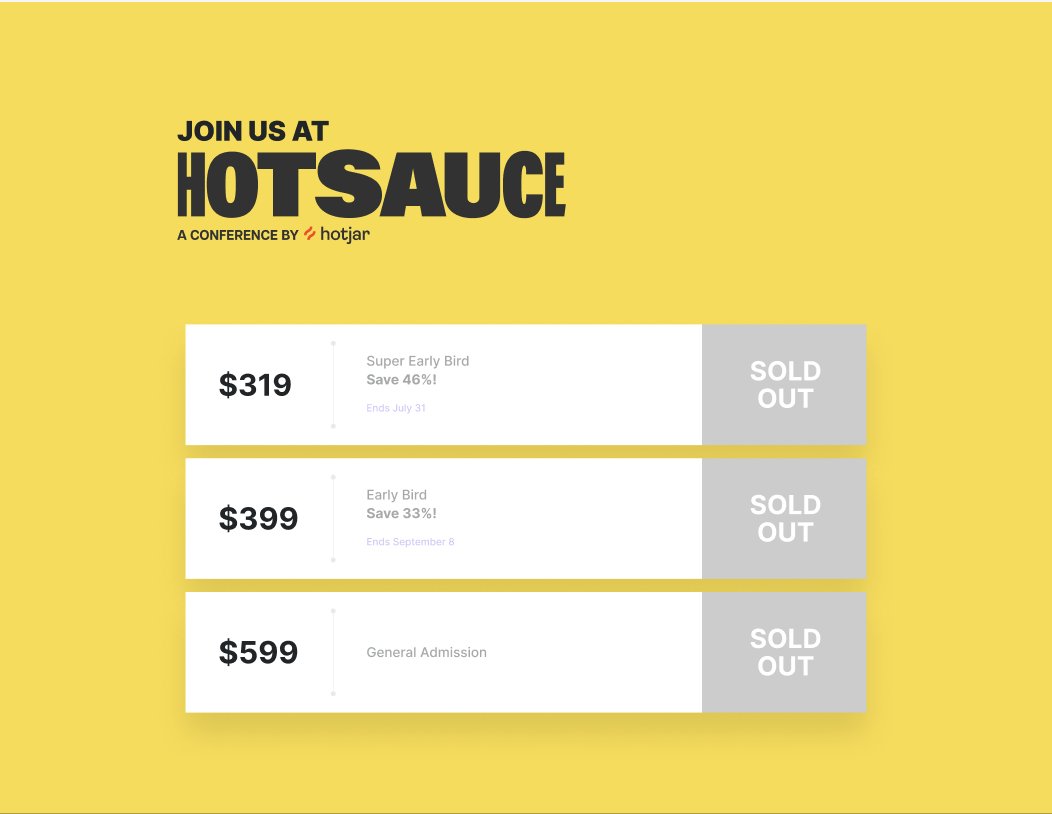 JOIN US AT
HOTSAUCE
A CONFERENCE BY hotjar
$319
Super Early Bird
Save 46%!
Ends July 31
SOLD
OUT
$399
Early Bird
Save 33%!
Ends September 8
SOLD
OUT
$599
General Admission
SOLD
OUT